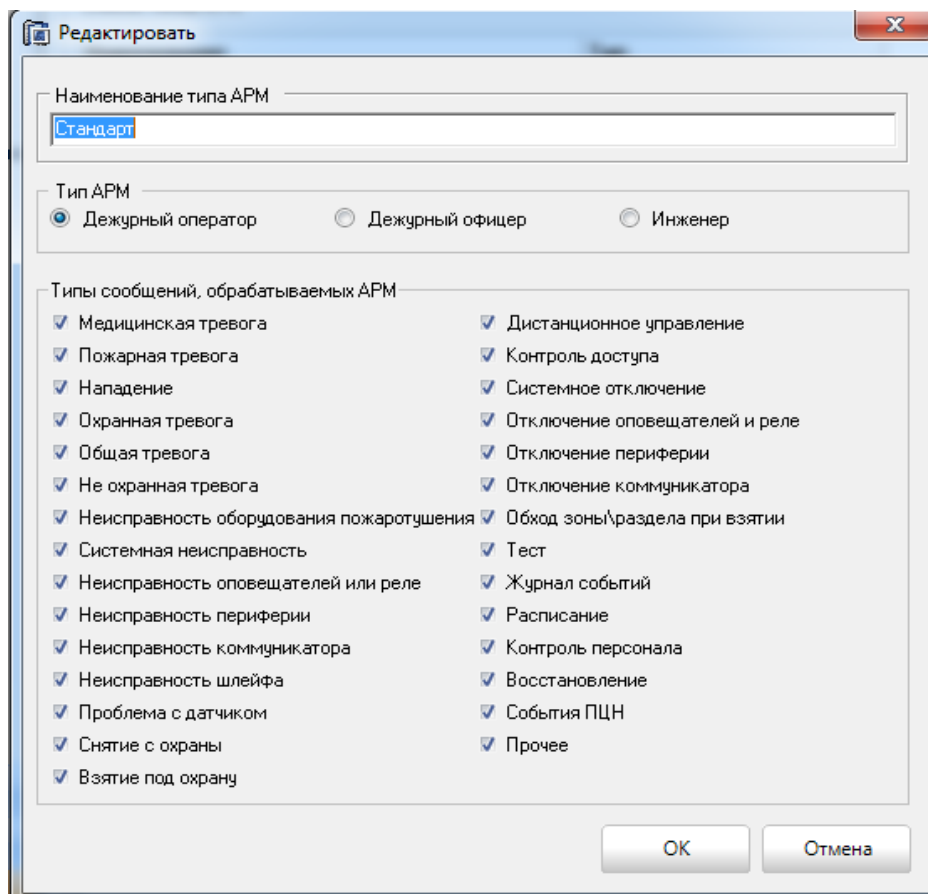 Редактировать
Наименование типа АРМ
Стандарт
Тип АРМ
Дежурный оператор
Дежурный офицер
Инженер
Типы сообщений, обрабатываемых АРМ
Медицинская тревога
Пожарная тревога
Нападение
Охранная тревога
Общая тревога
Не охранная тревога
Неисправность оборудования пожаротушения
Системная неисправность
Неисправность оповещателей или реле
Неисправность периферии
Неисправность коммуникатора
Неисправность шлейфа
Проблема с датчиком
Снятие с охраны
Взятие под охрану
Дистанционное управление
Контроль доступа
Системное отключение
Отключение оповещателей и реле
Отключение периферии
Отключение коммуникатора
Обход зоны\раздела при взятии
Тест
Журнал событий
Расписание
Контроль персонала
Восстановление
События ПЦН
Прочее
OK
Отмена